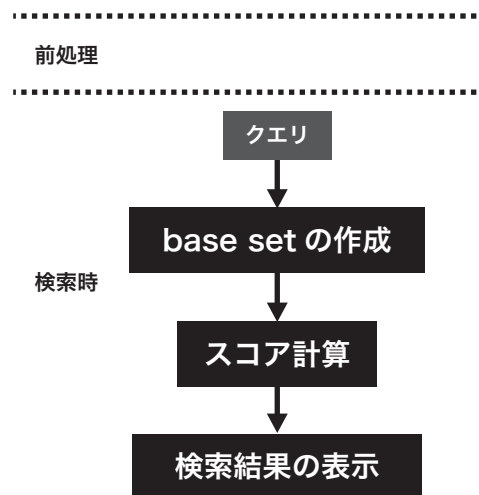 前処理
クエリ
base set の作成
検索時
スコア計算
検索結果の表示